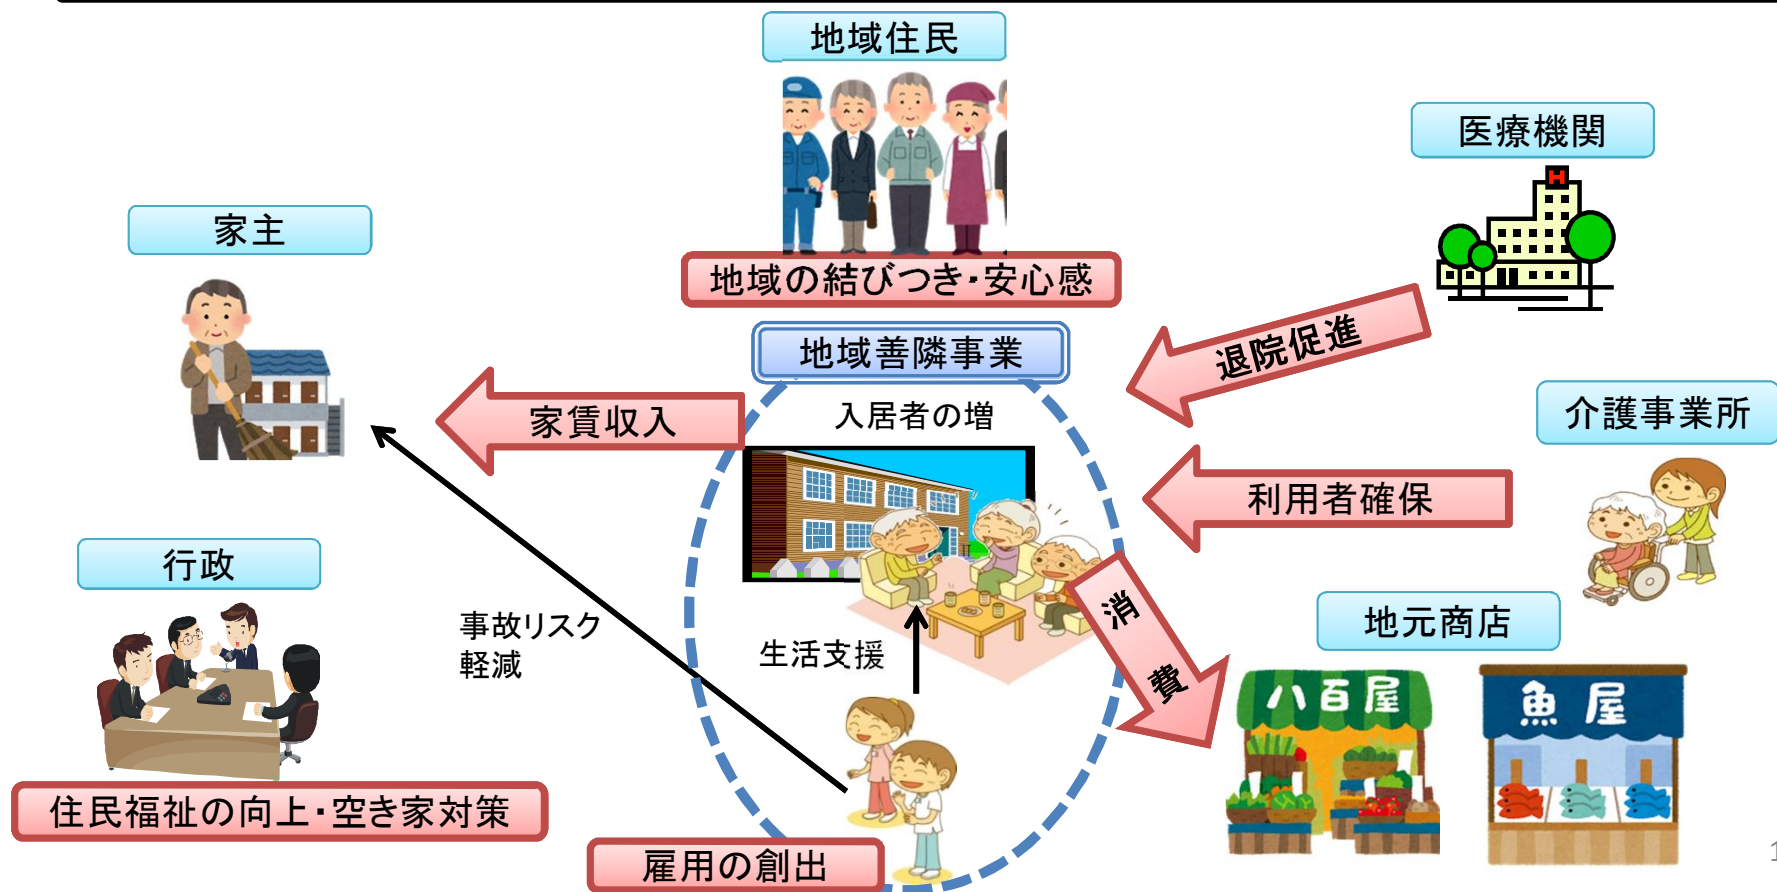 地域住民
医療機関
家主
地域の結びつき・安心感
退院促進
地域善隣事業
介護事業所
家賃収入
入居者の増
利用者確保
行政
事故リスク
軽減
生活支援
消費
地元商店
八百屋
魚屋
住民福祉の向上・空き家対策
雇用の創出
H
1